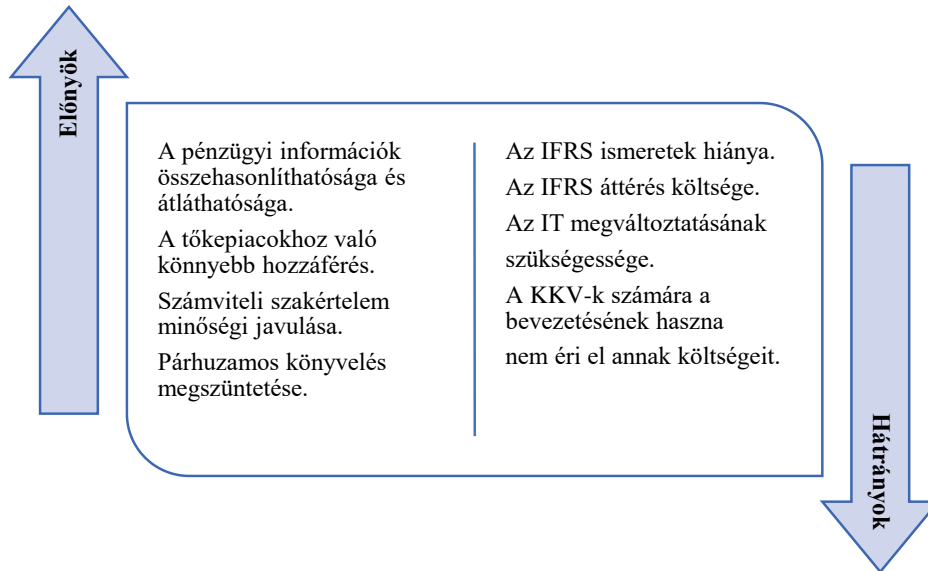 Előnyök
A pénzügyi információk
összehasonlíthatósága és
átláthatósága.
A tőkepiacokhoz való
könnyebb hozzáférés.
Számviteli szakértelem
minőségi javulása.
Párhuzamos könyvelés
megszüntetése.
Az IFRS ismeretek hiánya.
Az IFRS áttérés költsége.
Az IT megváltoztatásának
szükségessége.
A KKV-k számára a
bevezetésének haszna
nem éri el annak költségeit.
Hátrányok